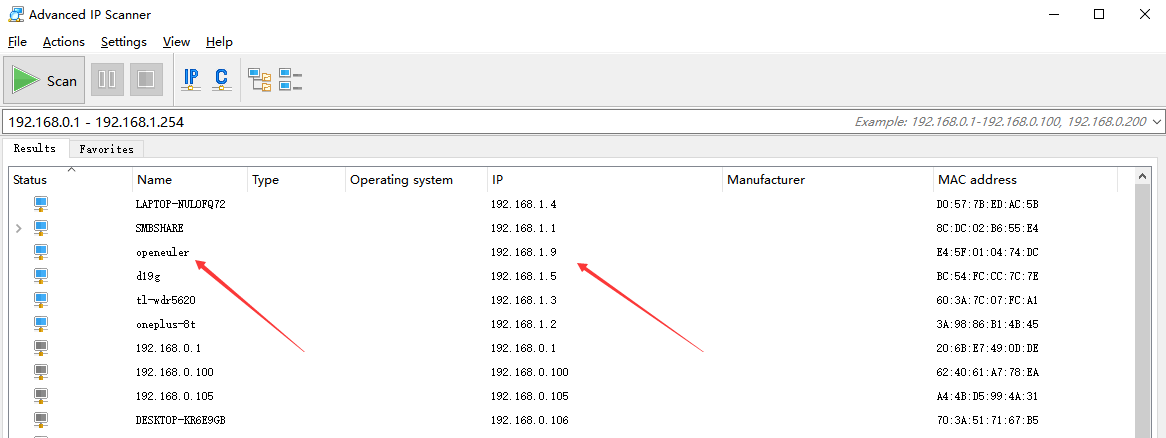 Advanced IP Scanner
File Actions Settings View Help
Scan IP C
192.168.0.1 - 192.168.1.254 Example: 192.168.0.1-192.168.0.100, 192.168.0.200
Results Favorites
Status Name Type Operating system IP Manufacturer MAC address
LAPTOP-NULOFQ72 192.168.1.4 D0:57:7B:ED:AC:5B
SMBSHARE 192.168.1.1 8C:DC:02:B6:55:E4
openeuler 192.168.1.9 E4:5F:01:04:74:DC
d19g 192.168.1.5 BC:54:FC:CC:7C:7E
tl-wdr5620 192.168.1.3 60:3A:7C:07:FC:A1
oneplus-8t 192.168.1.2 3A:98:86:B1:4B:45
192.168.0.1 192.168.0.1 20:6B:E7:49:0D:DE
192.168.0.100 192.168.0.100 62:40:61:A7:78:EA
192.168.0.105 192.168.0.105 A4:4B:D5:99:4A:31
DESKTOP-KR6E9GB 192.168.0.106 70:3A:51:71:67:B5